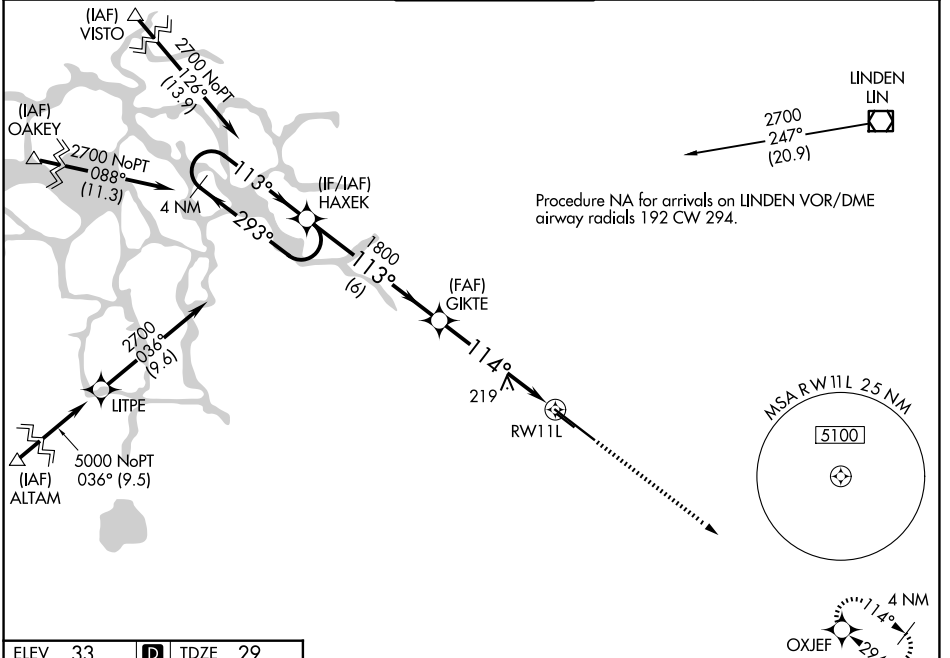 (IAF)
VISTO
2700 NoPT
126°
(13.9)
(IAF)
OAKEY
2700 NoPT
088°
(11.3)
4 NM
113°
293°
(IF/IAF)
HAXEK
1800
113°
(6)
(FAF)
GIKTE
114°
219
RW11L
2700
036°
(9.6)
LITPE
5000 NoPT
036° (9.5)
(IAF)
ALTAM
LINDEN
LIN
2700
247°
(20.9)
Procedure NA for arrivals on LINDEN VOR/DME
airway radials 192 CW 294.
MSA RW11L 25 NM
5100
4 NM
114°
OXJEF
ELEV 33 D TDZE 29